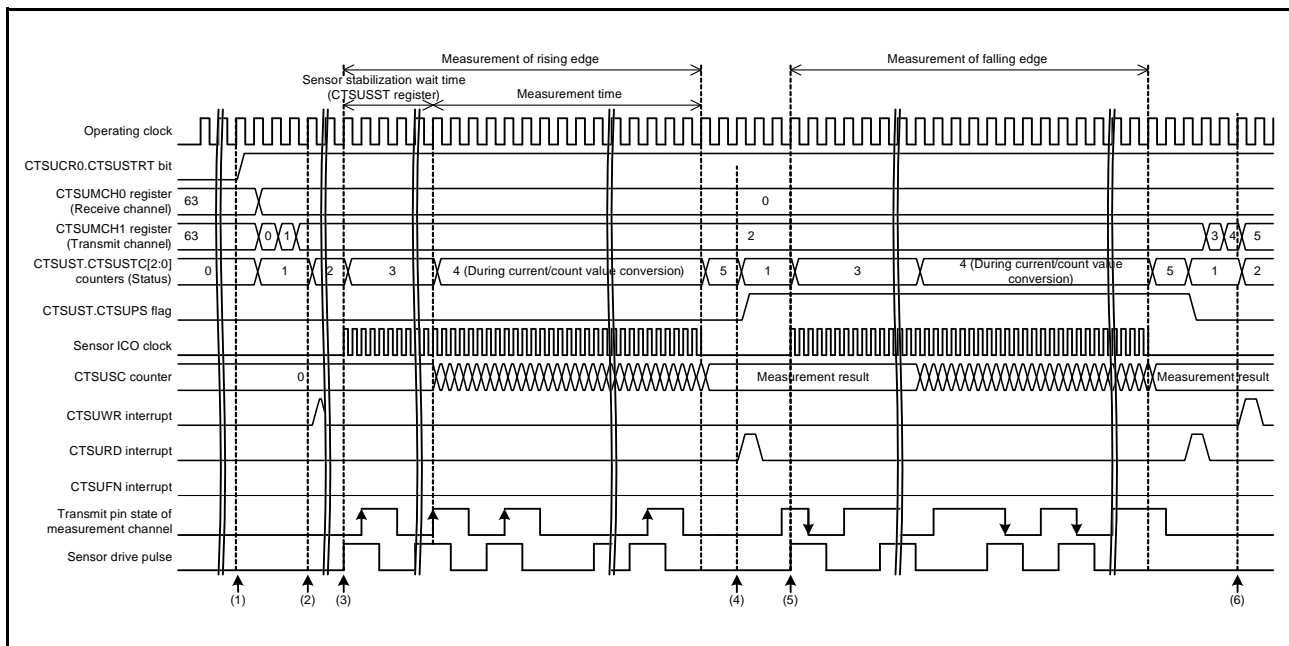 Measurement of rising edge
Measurement of falling edge
Sensor stabilization wait time
(CTSUSST register)
Measurement time
Operating clock
CTSUCR0.CTSUSTRT bit
CTSUMCH0 register
(Receive channel)
63
0
CTSUMCH1 register
(Transmit channel)
63 0 1 2 3 4 5
CTSUST.CTSUSTC[2:0]
counters (Status)
0 1 2 3 4 (During current/count value conversion) 5 1 3
4 (During current/count value
conversion)
5 1 2
CTSUST.CTSUPS flag
Sensor ICO clock
CTSUSC counter
0 Measurement result Measurement result
CTSUWR interrupt
CTSURD interrupt
CTSUFN interrupt
Transmit pin state of
measurement channel
Sensor drive pulse
(1) (2) (3) (4) (5) (6)